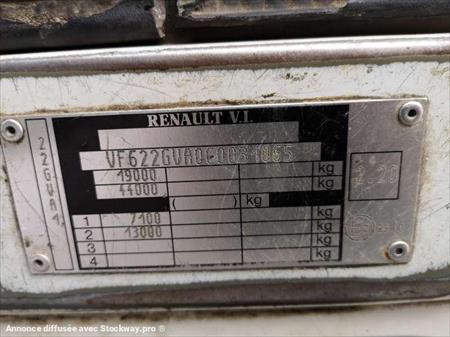 RENAULT V.I.
22GVA1
19000 kg
44000 kg
( ) kg
1 7100 kg
2 13000 kg
3 kg
4 kg
Annonce diffusée avec Stockway.pro ®